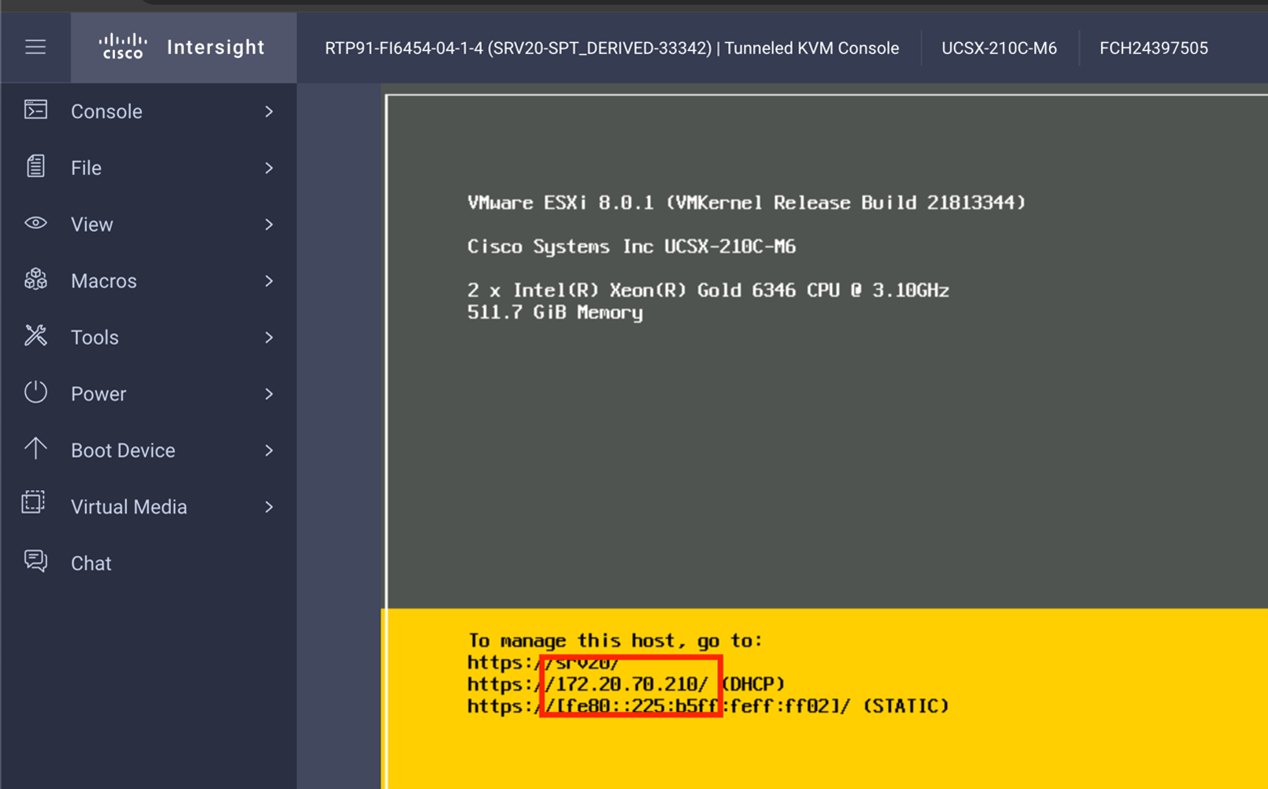 cisco Intersight
RTP91-FI6454-04-1-4 (SRV20-SPT_DERIVED-33342) | Tunneled KVM Console
UCSX-210C-M6
FCH24397505
Console
File
View
Macros
Tools
Power
Boot Device
Virtual Media
Chat
VMware ESXi 8.0.1 (VMKernel Release Build 21813344)
Cisco Systems Inc UCSX-210C-M6
2 x Intel(R) Xeon(R) Gold 6346 CPU @ 3.10GHz
511.7 GiB Memory
To manage this host, go to:
https://srv20/
https://172.20.70.210/ (DHCP)
https://[fe80::225:b5ff:feff:ff02]/ (STATIC)